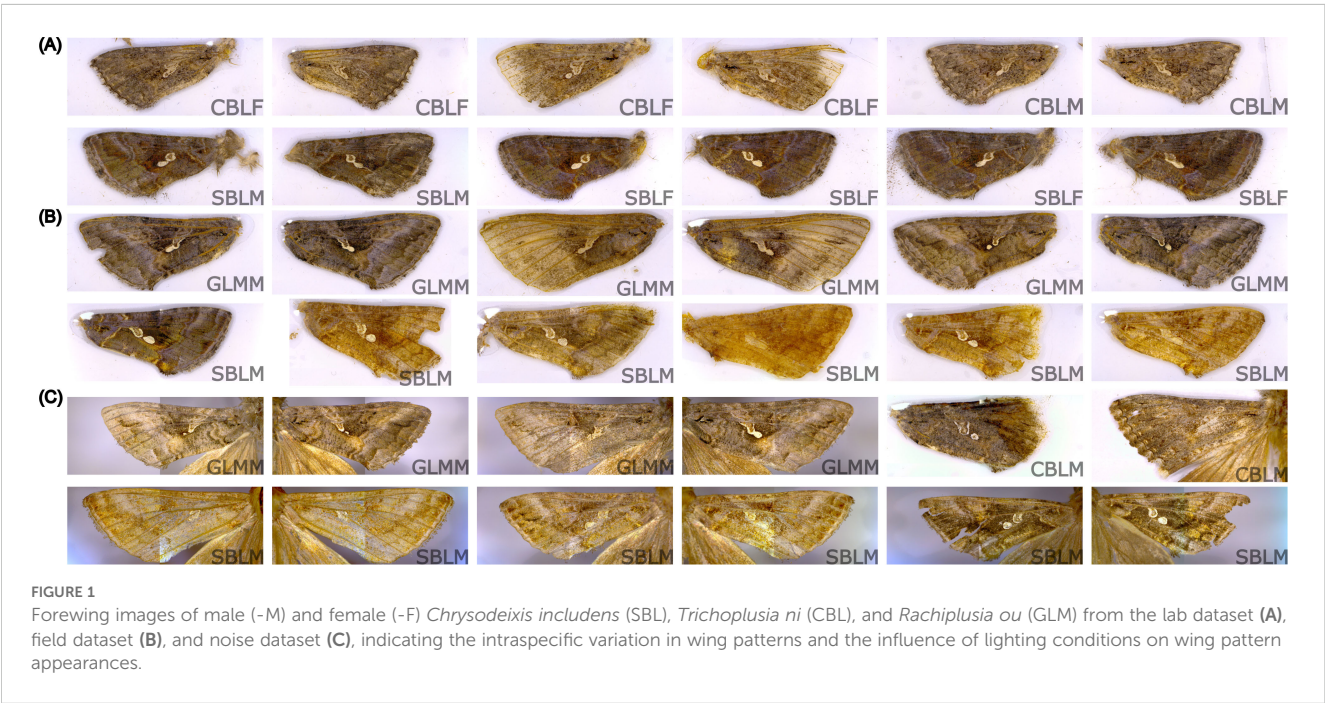 (A)
CBLF CBLF CBLF CBLF CBLM CBLM
SBLM SBLM SBLF SBLF SBLF SBLF
(B)
GLMM GLMM GLMM GLMM GLMM GLMM
SBLM SBLM SBLM SBLM SBLM SBLM
(C)
GLMM GLMM GLMM GLMM CBLM CBLM
SBLM SBLM SBLM SBLM SBLM SBLM
FIGURE 1
Forewing images of male (-M) and female (-F) Chrysodeixis includens (SBL), Trichoplusia ni (CBL), and Rachiplusia ou (GLM) from the lab dataset (A),
field dataset (B), and noise dataset (C), indicating the intraspecific variation in wing patterns and the influence of lighting conditions on wing pattern
appearances.